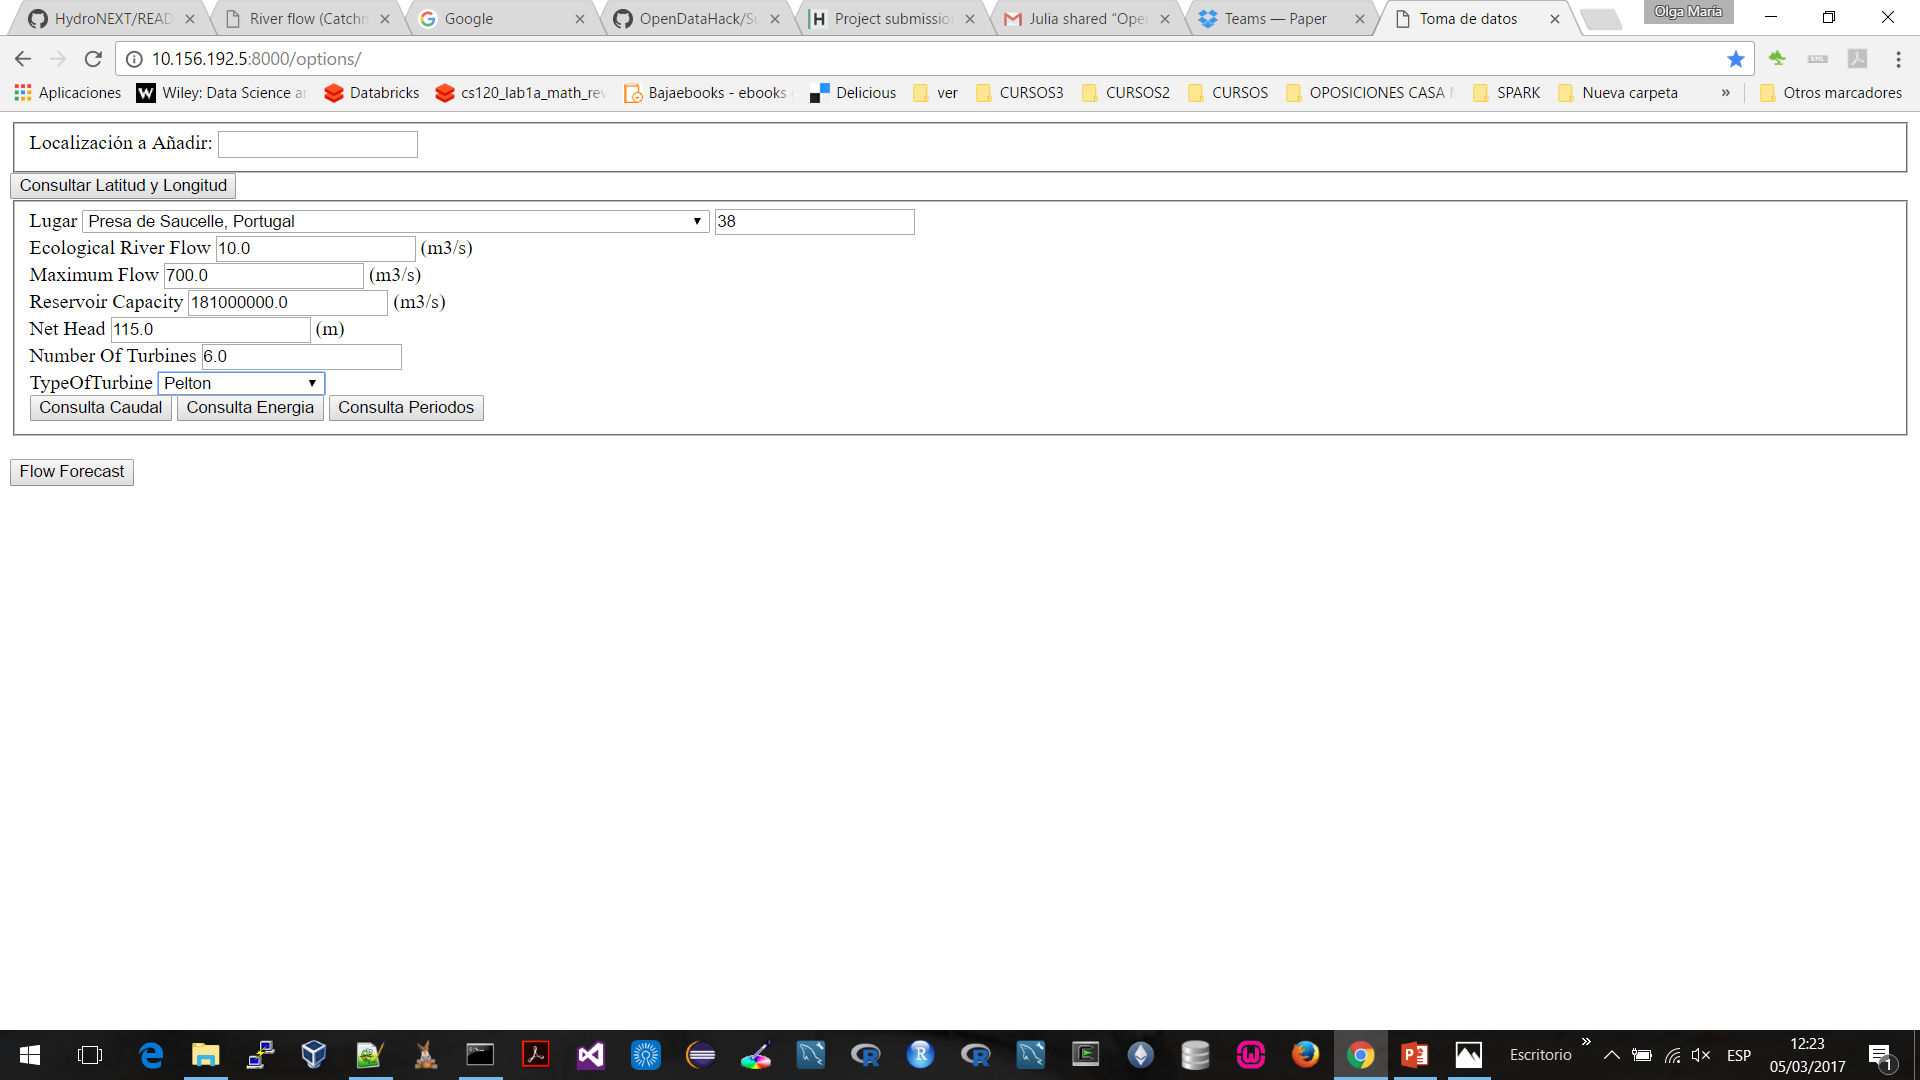 HydroNEXT/READ
River flow (Catchm
Google
OpenDataHack/Su
Project submission
Julia shared “Oper
Teams — Paper
Toma de datos
Olga María
10.156.192.5:8000/options/
Aplicaciones
Wiley: Data Science an
Databricks
cs120_lab1a_math_rev
Bajaebooks - ebooks g
Delicious
ver
CURSOS3
CURSOS2
CURSOS
OPOSICIONES CASA M
SPARK
Nueva carpeta
»
Otros marcadores
Localización a Añadir:
Consultar Latitud y Longitud
Lugar Presa de Saucelle, Portugal 38
Ecological River Flow 10.0 (m3/s)
Maximum Flow 700.0 (m3/s)
Reservoir Capacity 181000000.0 (m3/s)
Net Head 115.0 (m)
Number Of Turbines 6.0
TypeOfTurbine Pelton
Consulta Caudal Consulta Energia Consulta Periodos
Flow Forecast
Escritorio » ESP
12:23
05/03/2017
1